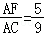 AF/AC = 5/9